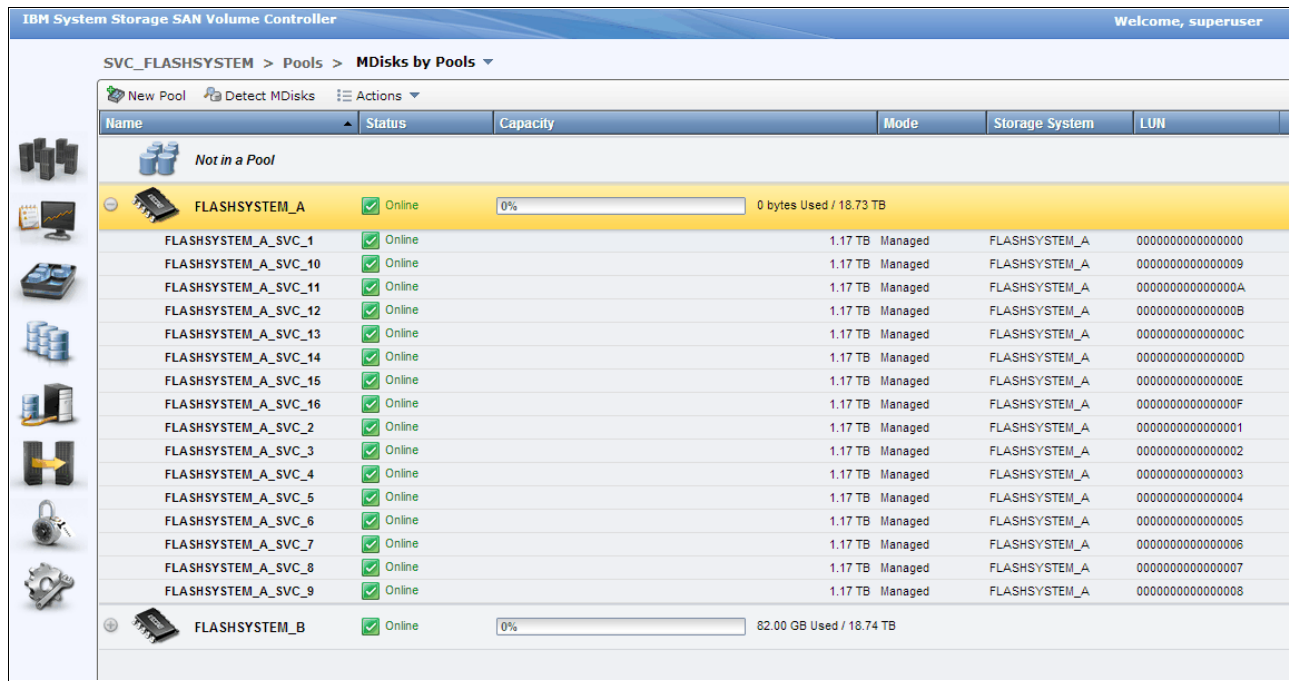 IBM System Storage SAN Volume Controller Welcome, superuser
SVC_FLASHSYSTEM > Pools > MDisks by Pools
New Pool Detect MDisks Actions
Name Status Capacity Mode Storage System LUN
Not in a Pool
FLASHSYSTEM_A Online 0% 0 bytes Used / 18.73 TB
FLASHSYSTEM_A_SVC_1 Online 1.17 TB Managed FLASHSYSTEM_A 0000000000000000
FLASHSYSTEM_A_SVC_10 Online 1.17 TB Managed FLASHSYSTEM_A 0000000000000009
FLASHSYSTEM_A_SVC_11 Online 1.17 TB Managed FLASHSYSTEM_A 000000000000000A
FLASHSYSTEM_A_SVC_12 Online 1.17 TB Managed FLASHSYSTEM_A 000000000000000B
FLASHSYSTEM_A_SVC_13 Online 1.17 TB Managed FLASHSYSTEM_A 000000000000000C
FLASHSYSTEM_A_SVC_14 Online 1.17 TB Managed FLASHSYSTEM_A 000000000000000D
FLASHSYSTEM_A_SVC_15 Online 1.17 TB Managed FLASHSYSTEM_A 000000000000000E
FLASHSYSTEM_A_SVC_16 Online 1.17 TB Managed FLASHSYSTEM_A 000000000000000F
FLASHSYSTEM_A_SVC_2 Online 1.17 TB Managed FLASHSYSTEM_A 0000000000000001
FLASHSYSTEM_A_SVC_3 Online 1.17 TB Managed FLASHSYSTEM_A 0000000000000002
FLASHSYSTEM_A_SVC_4 Online 1.17 TB Managed FLASHSYSTEM_A 0000000000000003
FLASHSYSTEM_A_SVC_5 Online 1.17 TB Managed FLASHSYSTEM_A 0000000000000004
FLASHSYSTEM_A_SVC_6 Online 1.17 TB Managed FLASHSYSTEM_A 0000000000000005
FLASHSYSTEM_A_SVC_7 Online 1.17 TB Managed FLASHSYSTEM_A 0000000000000006
FLASHSYSTEM_A_SVC_8 Online 1.17 TB Managed FLASHSYSTEM_A 0000000000000007
FLASHSYSTEM_A_SVC_9 Online 1.17 TB Managed FLASHSYSTEM_A 0000000000000008
FLASHSYSTEM_B Online 0% 82.00 GB Used / 18.74 TB